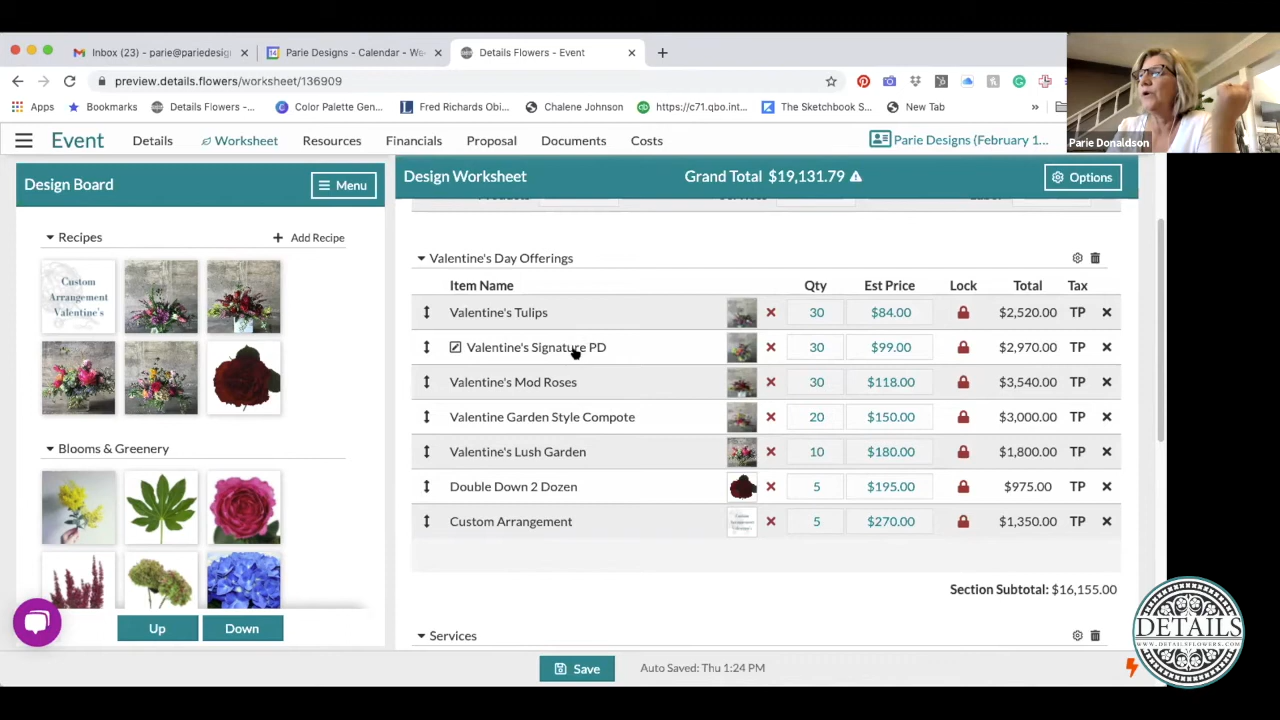 Inbox (23) - parie@pariedesig
Parie Designs - Calendar - We
Details Flowers - Event
preview.details.flowers/worksheet/136909
Apps
Bookmarks
Details Flowers -...
Color Palette Gen...
Fred Richards Obi...
Chalene Johnson
https://c71.qbo.int...
The Sketchbook S...
New Tab
Parie Donaldson
Event
Details
Worksheet
Resources
Financials
Proposal
Documents
Costs
Parie Designs (February 1...
Design Board
Menu
Design Worksheet
Grand Total $19,131.79
Options
Recipes
+ Add Recipe
Custom
Arrangement
Valentine's
Blooms & Greenery
Up
Down
Valentine's Day Offerings
Item Name Qty Est Price Lock Total Tax
Valentine's Tulips 30 $84.00 $2,520.00 TP
Valentine's Signature PD 30 $99.00 $2,970.00 TP
Valentine's Mod Roses 30 $118.00 $3,540.00 TP
Valentine Garden Style Compote 20 $150.00 $3,000.00 TP
Valentine's Lush Garden 10 $180.00 $1,800.00 TP
Double Down 2 Dozen 5 $195.00 $975.00 TP
Custom Arrangement 5 $270.00 $1,350.00 TP
Section Subtotal: $16,155.00
Services
Save
Auto Saved: Thu 1:24 PM
DETAILS
WWW.DETAILSFLOWERS.COM